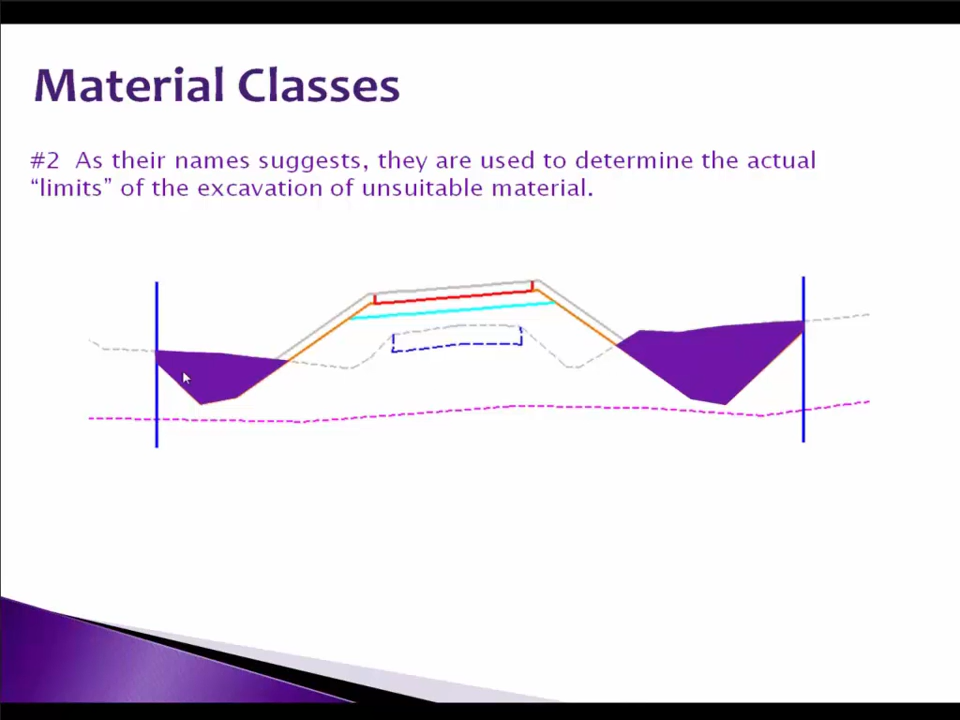 Material Classes
#2 As their names suggests, they are used to determine the actual
“limits” of the excavation of unsuitable material.